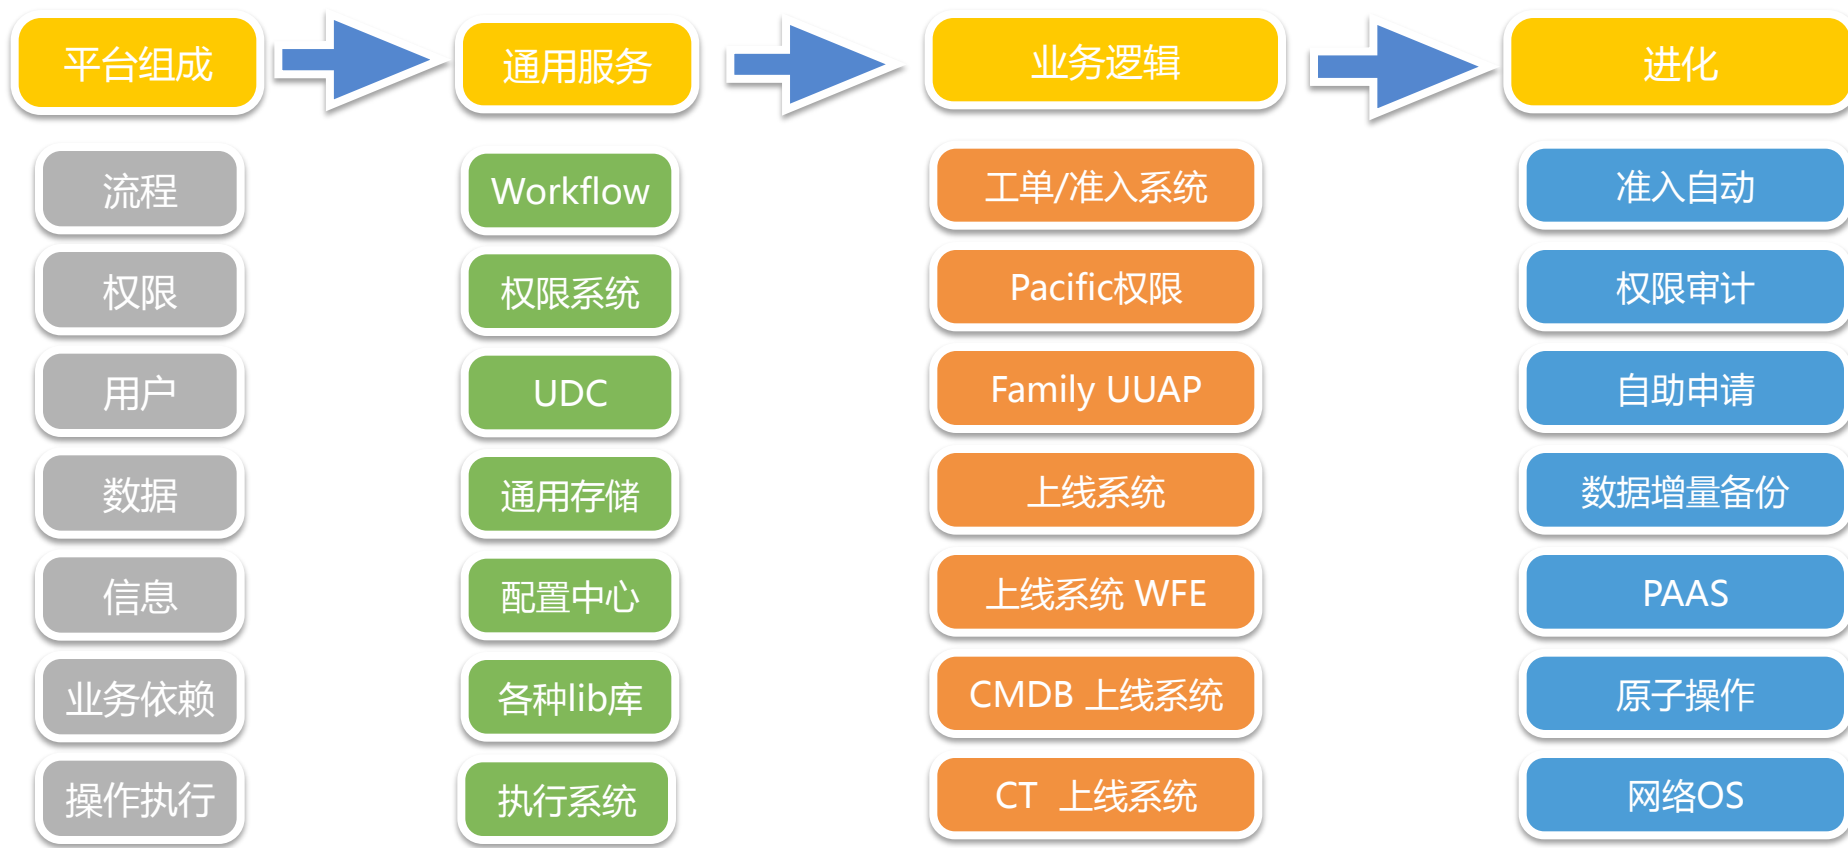 平台组成
通用服务
业务逻辑
进化
流程
Workflow
工单/准入系统
准入自动
权限
权限系统
Pacific权限
权限审计
用户
UDC
Family UUAP
自助申请
数据
通用存储
上线系统
数据增量备份
信息
配置中心
上线系统 WFE
PAAS
业务依赖
各种lib库
CMDB 上线系统
原子操作
操作执行
执行系统
CT 上线系统
网络OS